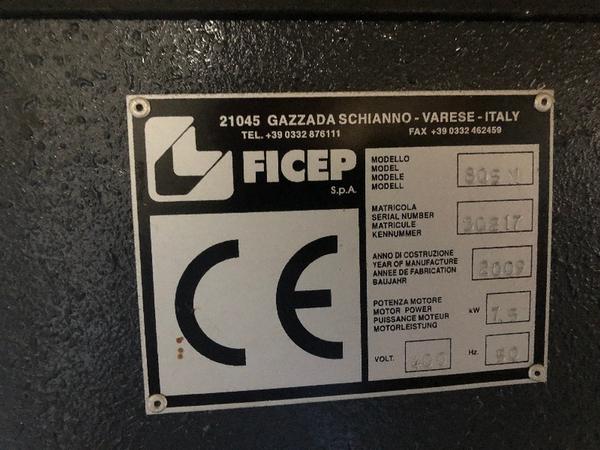 21045 GAZZADA SCHIANNO - VARESE - ITALY
TEL. +39 0332 876111 FAX +39 0332 462459
FICEP
S.p.A.
MODELLO
MODEL
MODELE
MODELL
MATRICOLA
SERIAL NUMBER
MATRICULE
KENNUMMER
ANNO DI COSTRUZIONE
YEAR OF MANUFACTURE
ANNEE DE FABRICATION
BAUJAHR
2009
POTENZA MOTORE
MOTOR POWER
PUISSANCE MOTEUR
MOTORLEISTUNG
kW
VOLT.
Hz.
CE